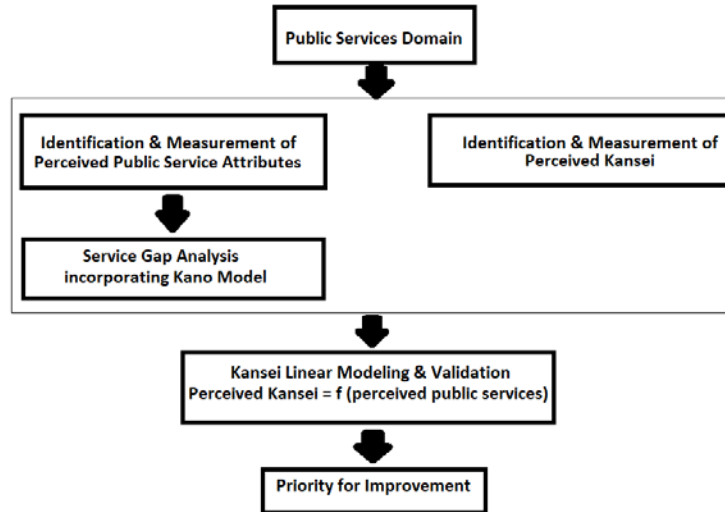 Public Services Domain
Identification & Measurement of
Perceived Public Service Attributes
Identification & Measurement of
Perceived Kansei
Service Gap Analysis
incorporating Kano Model
Kansei Linear Modeling & Validation
Perceived Kansei = f (perceived public services)
Priority for Improvement